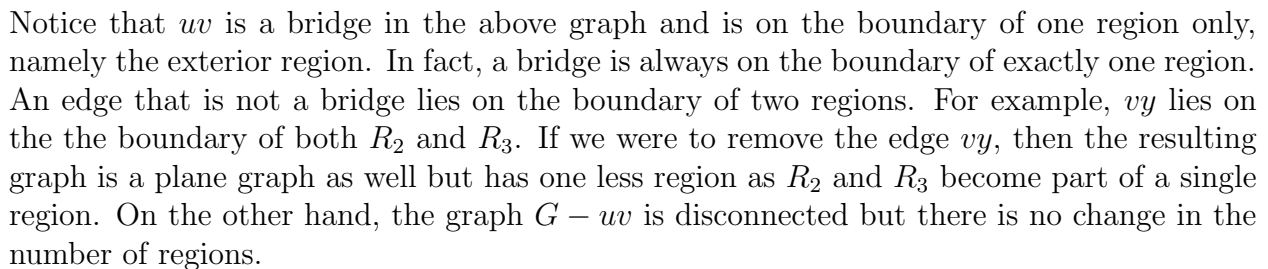 Notice that uv is a bridge in the above graph and is on the boundary of one region only,
namely the exterior region. In fact, a bridge is always on the boundary of exactly one region.
An edge that is not a bridge lies on the boundary of two regions. For example, vy lies on
the the boundary of both R₂ and R₃. If we were to remove the edge vy, then the resulting
graph is a plane graph as well but has one less region as R₂ and R₃ become part of a single
region. On the other hand, the graph G − uv is disconnected but there is no change in the
number of regions.